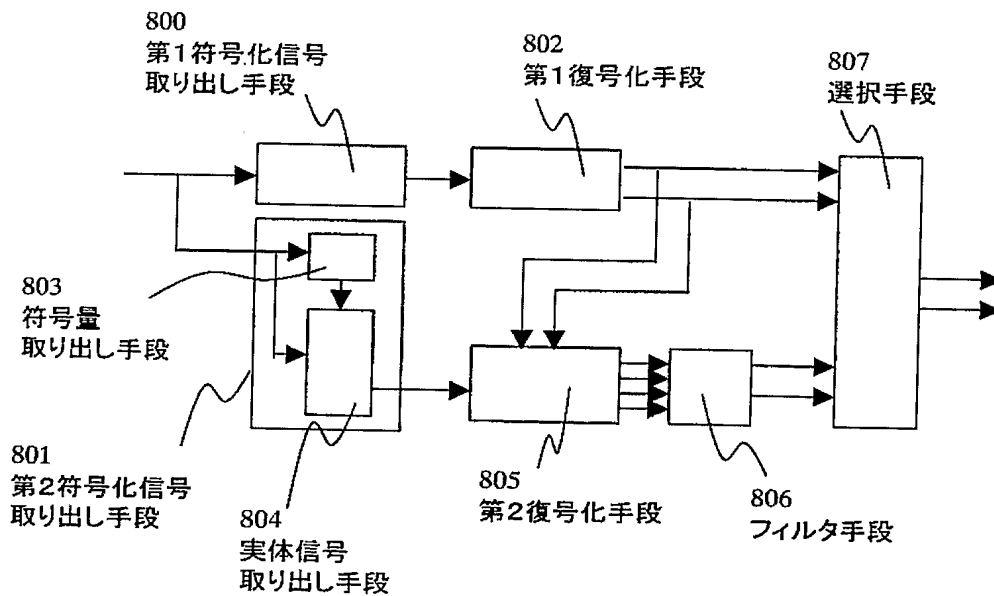 800
第1符号化信号
取り出し手段
802
第1復号化手段
807
選択手段
803
符号量
取り出し手段
801
第2符号化信号
取り出し手段
804
実体信号
取り出し手段
805
第2復号化手段
806
フィルタ手段